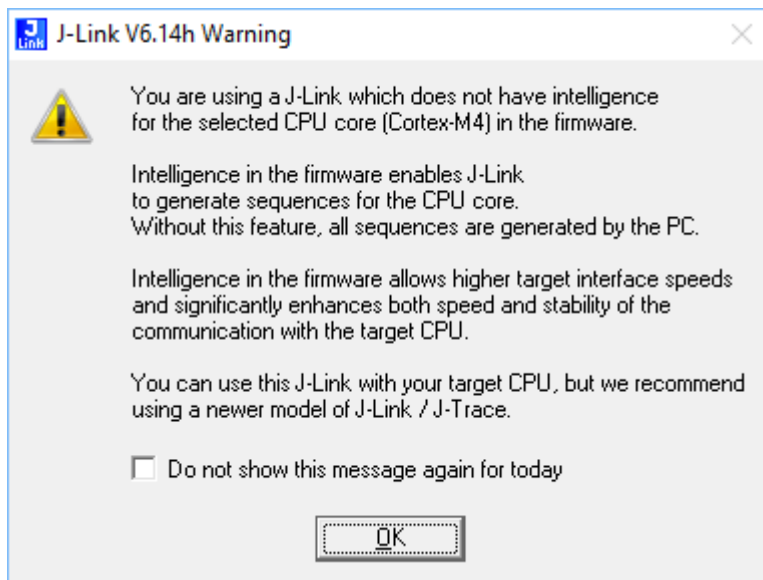 J Link J-Link V6.14h Warning
You are using a J-Link which does not have intelligence
for the selected CPU core (Cortex-M4) in the firmware.
Intelligence in the firmware enables J-Link
to generate sequences for the CPU core.
Without this feature, all sequences are generated by the PC.
Intelligence in the firmware allows higher target interface speeds
and significantly enhances both speed and stability of the
communication with the target CPU.
You can use this J-Link with your target CPU, but we recommend
using a newer model of J-Link / J-Trace.
Do not show this message again for today
OK